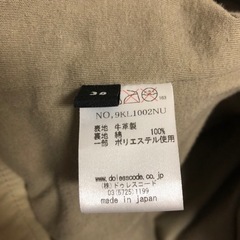 38
NO,9KL1002NU
表地 牛革製
裏地 綿 100%
一部 ポリエステル使用
www.dolesscode.co.jp
(株)ドゥレスコード
03(5725)1199
made in japan